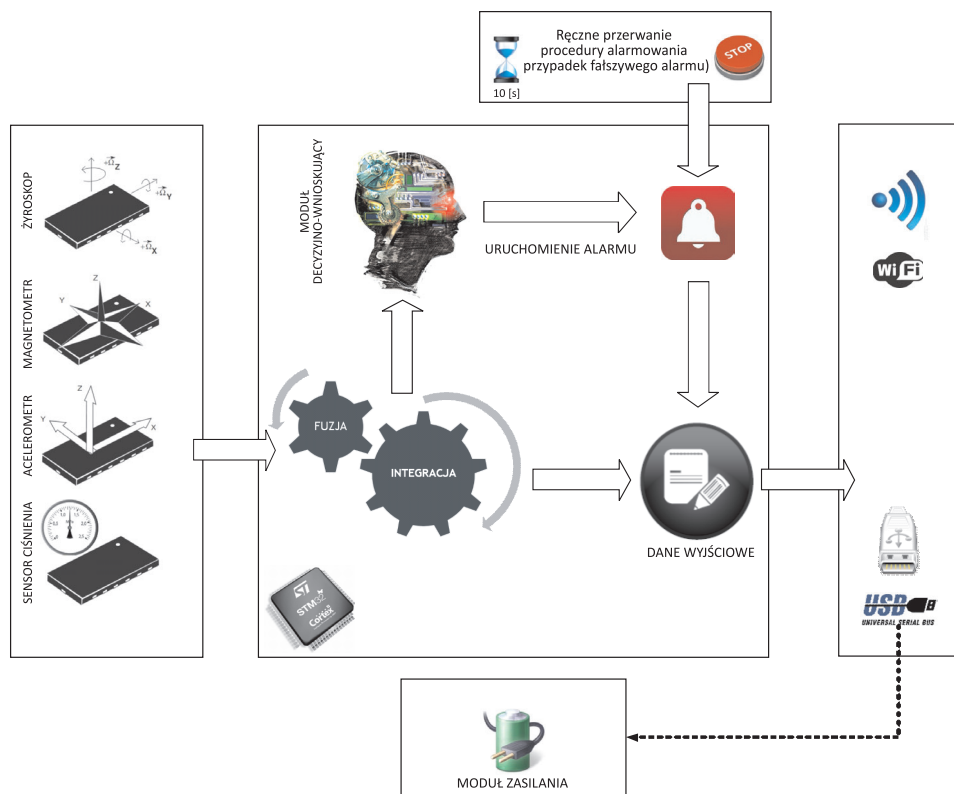 Ręczne przerwanie
procedury alarmowania
przypadek fałszywego alarmu)
STOP
10 [s]
ŻYROSKOP
+Ω Z
+Ω Y
+Ω X
MAGNETOMETR
Z
Y
X
ACELEROMETR
Z
Y
X
SENSOR CIŚNIENIA
MODUŁ
DECYZYJNO-WNIOSKUJĄCY
URUCHOMIENIE ALARMU
FUZJA
INTEGRACJA
DANE WYJŚCIOWE
STM32
Cortex
Wi Fi
USB
UNIVERSAL SERIAL BUS
MODUŁ ZASILANIA